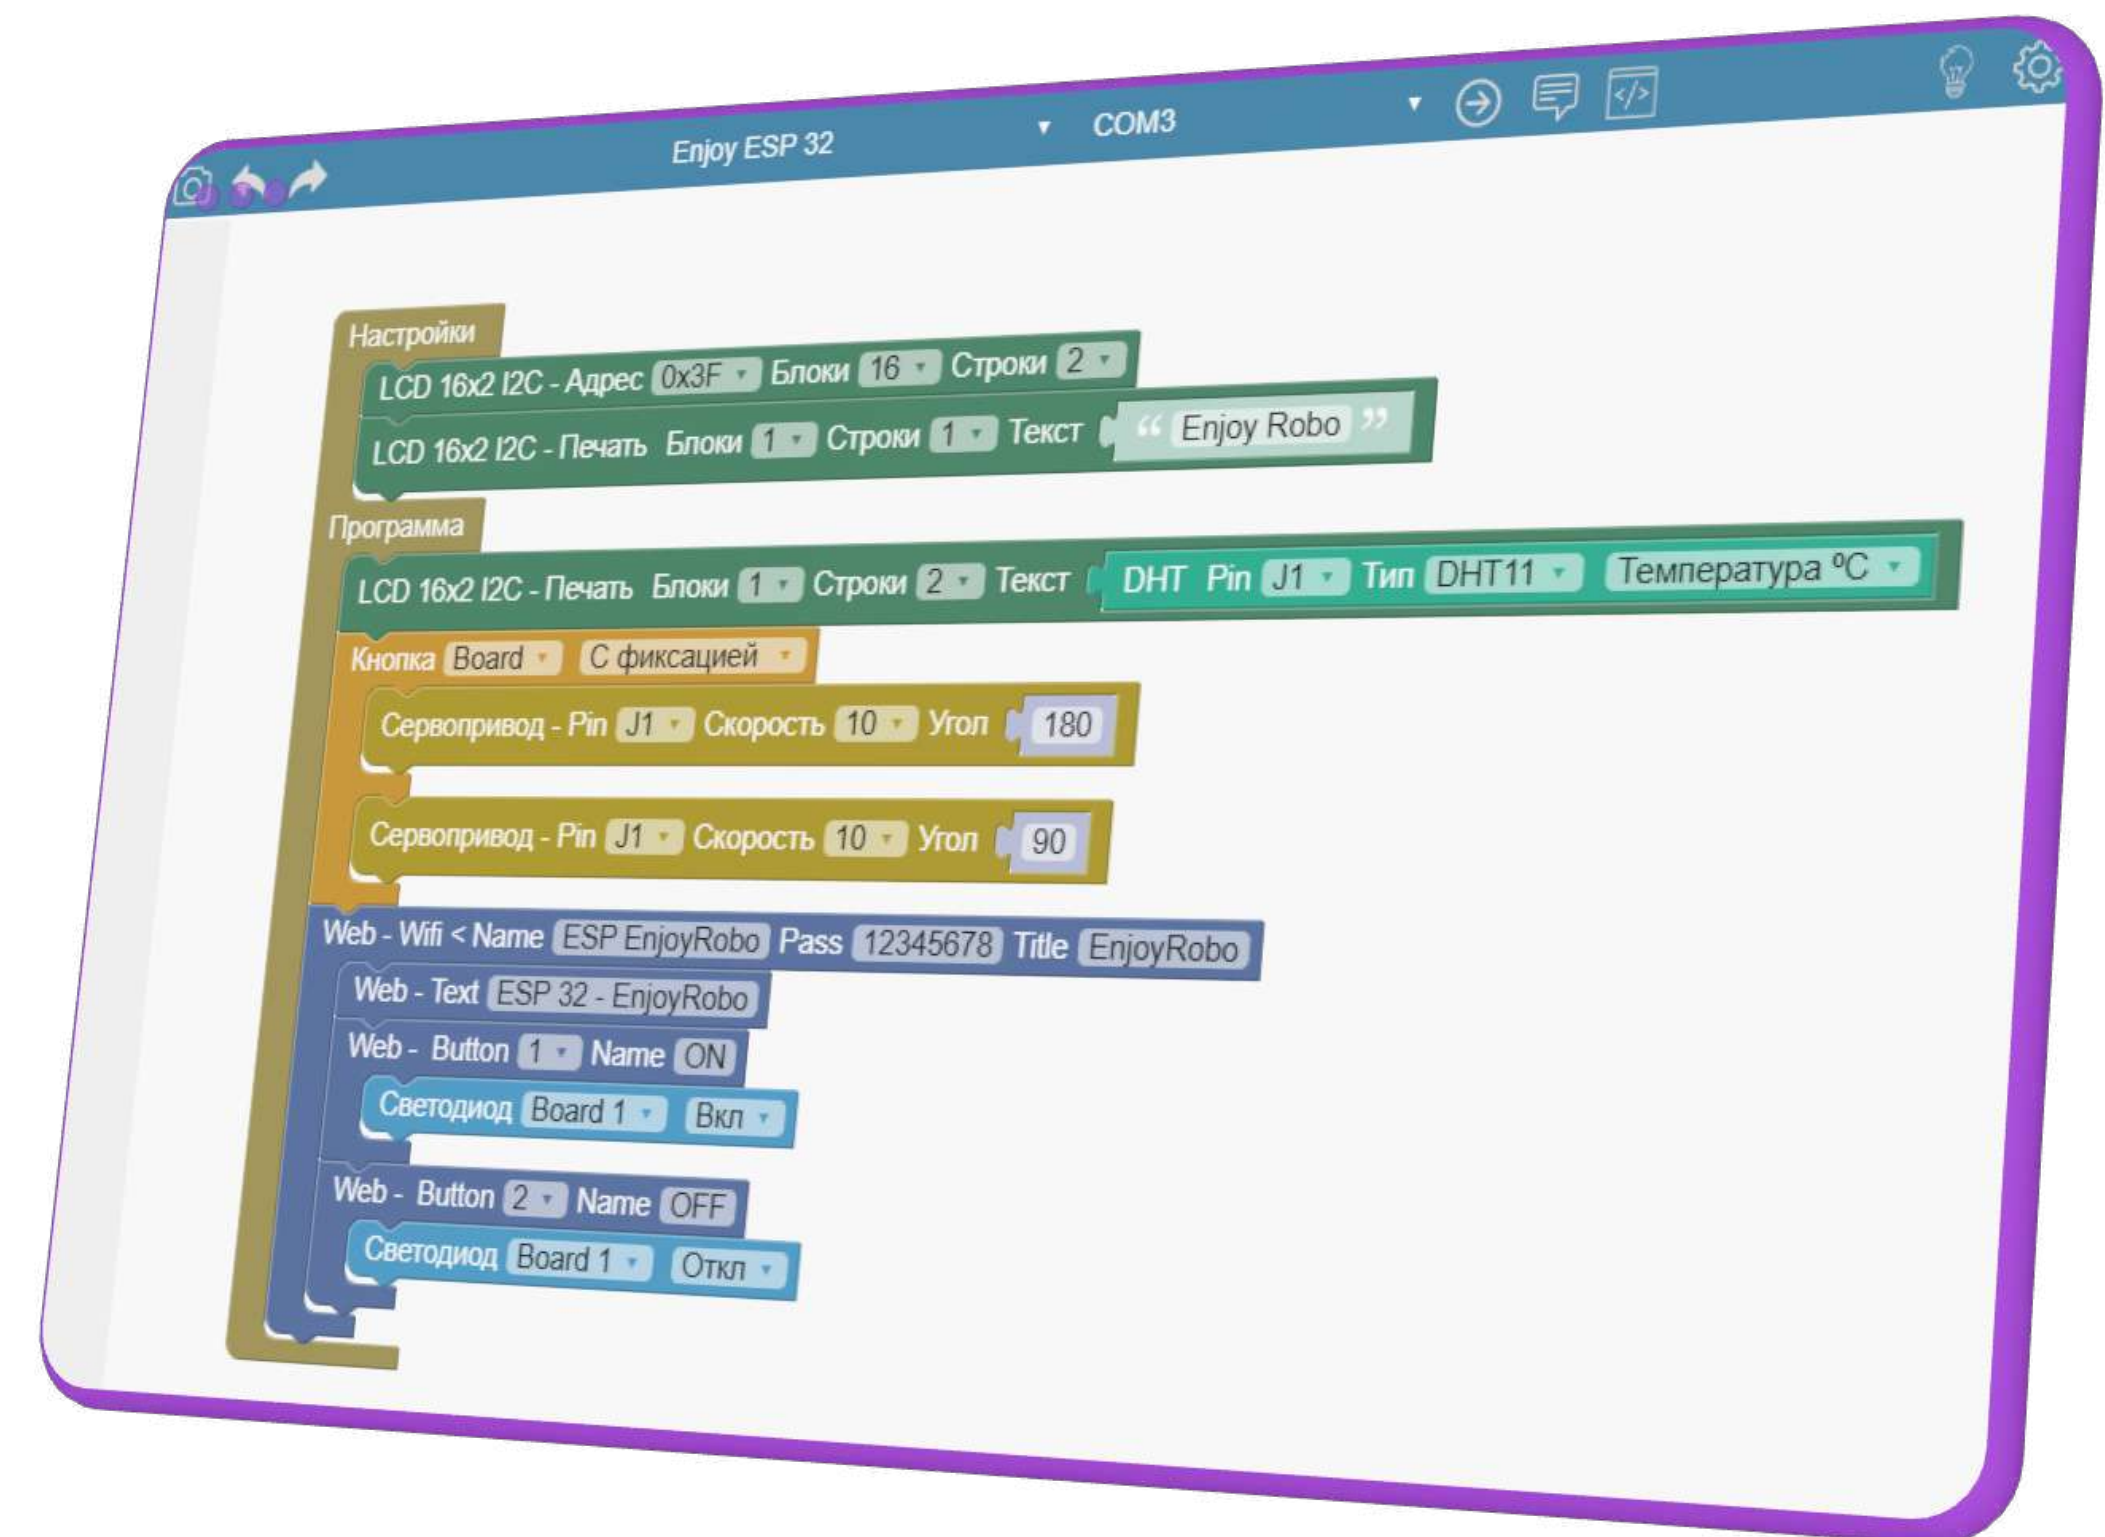 Enjoy ESP 32 COM3
Настройки
LCD 16x2 I2C - Адрес 0x3F Блоки 16 Строки 2
LCD 16x2 I2C - Печать Блоки 1 Строки 1 Текст “ Enjoy Robo ”
Программа
LCD 16x2 I2C - Печать Блоки 1 Строки 2 Текст DHT Pin J1 Тип DHT11 Температура ºC
Кнопка Board С фиксацией
Сервопривод - Pin J1 Скорость 10 Угол 180
Сервопривод - Pin J1 Скорость 10 Угол 90
Web - Wifi < Name ESP EnjoyRobo Pass 12345678 Title EnjoyRobo
Web - Text ESP 32 - EnjoyRobo
Web - Button 1 Name ON
Светодиод Board 1 Вкл
Web - Button 2 Name OFF
Светодиод Board 1 Откл